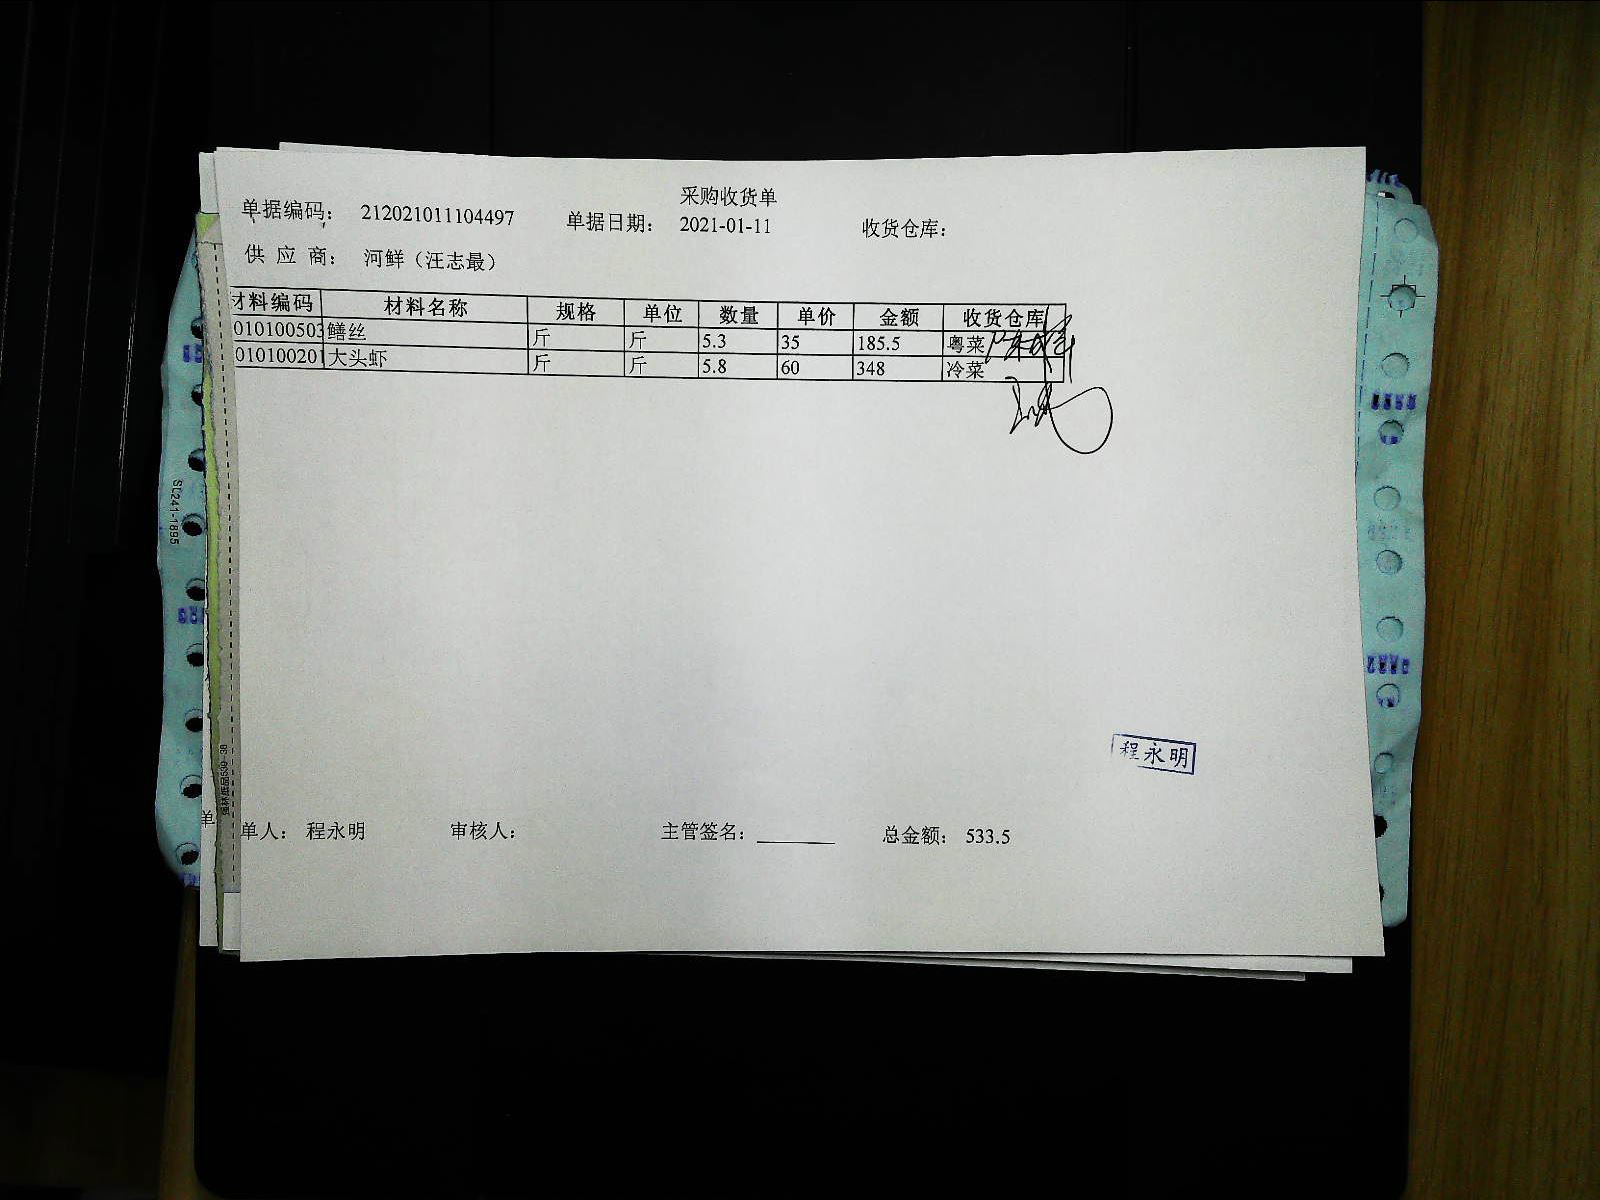 采购收货单
单据编码： 212021011104497 单据日期： 2021-01-11 收货仓库：
供 应 商： 河鲜（汪志最）
材料编码 材料名称 规格 单位 数量 单价 金额 收货仓库
010100503 鳝丝 斤 斤 5.3 35 185.5 粤菜
010100201 大头虾 斤 斤 5.8 60 348 冷菜
SL241-1895
程永明
单
单人： 程永明 审核人： 主管签名： 总金额： 533.5